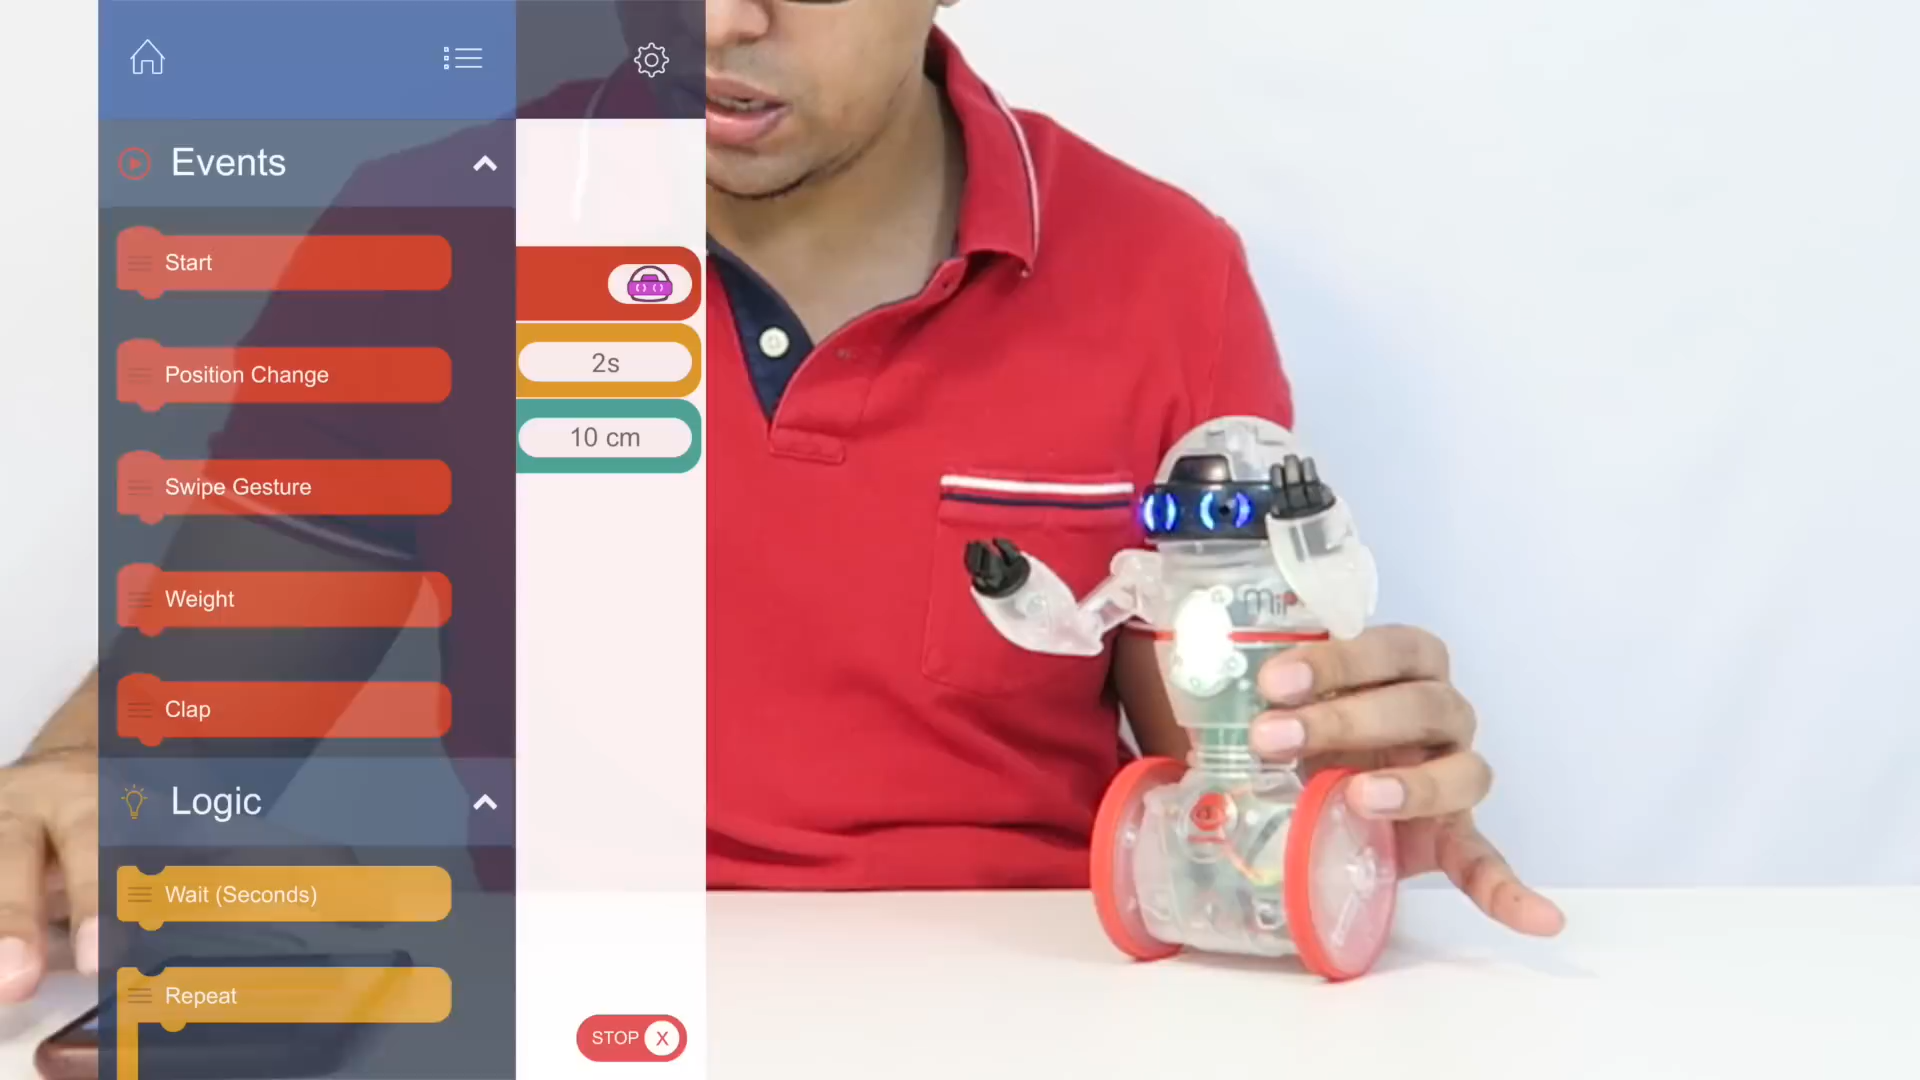 Events
Start
Position Change
Swipe Gesture
Weight
Clap
Logic
Wait (Seconds)
Repeat
2s
10 cm
STOP X
mip